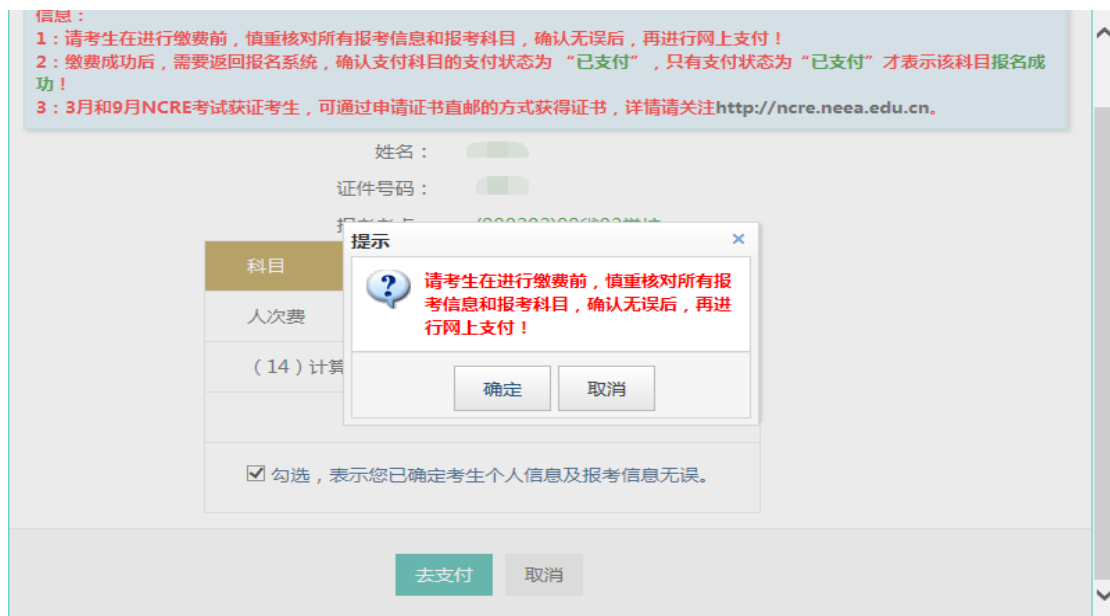 信息：
1：请考生在进行缴费前，慎重核对所有报考信息和报考科目，确认无误后，再进行网上支付！
2：缴费成功后，需要返回报名系统，确认支付科目的支付状态为 “已支付” ，只有支付状态为“已支付”才表示该科目报名成
功！
3：3月和9月NCRE考试获证考生，可通过申请证书直邮的方式获得证书，详情请关注http://ncre.neea.edu.cn。
姓名：
证件号码：
提示
×
科目
请考生在进行缴费前，慎重核对所有报
考信息和报考科目，确认无误后，再进
行网上支付！
人次费
（14）计算
确定
取消
勾选，表示您已确定考生个人信息及报考信息无误。
去支付
取消